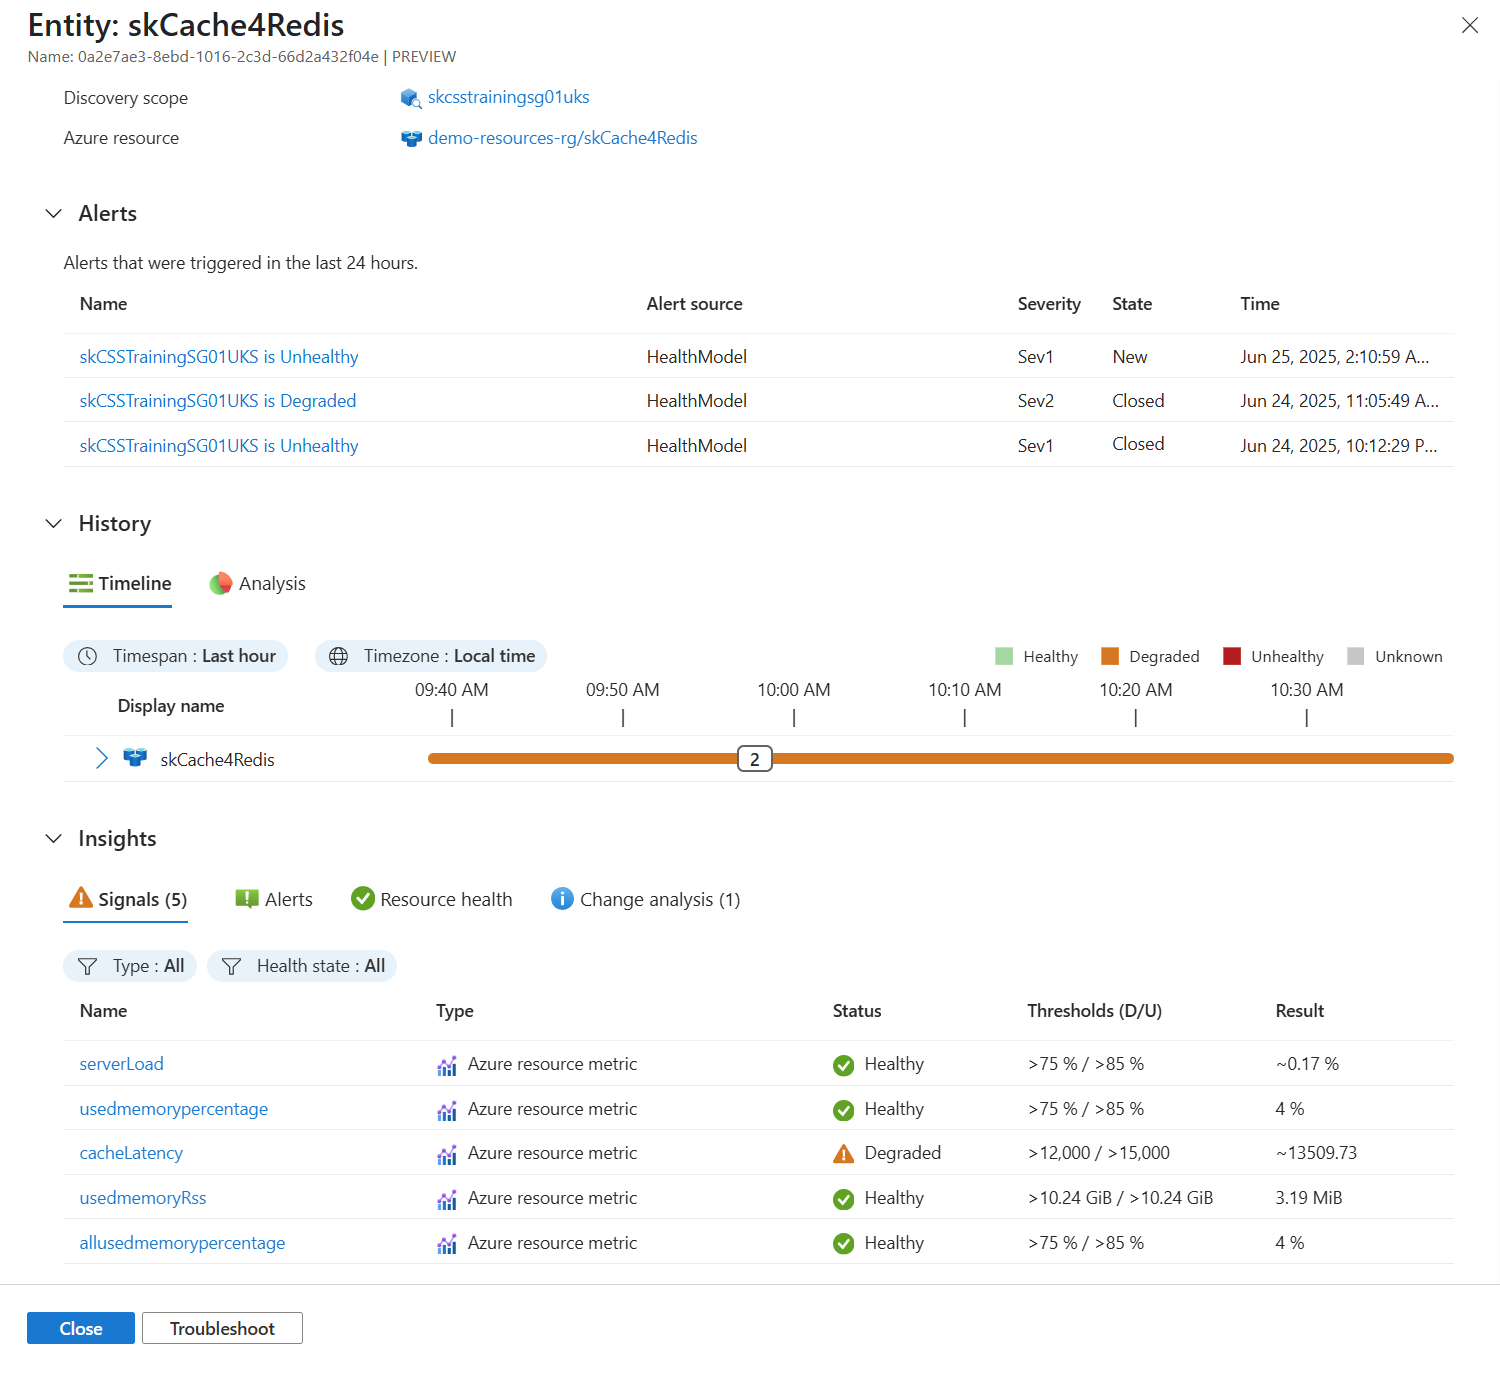 Entity: skCache4Redis
Name: 0a2e7ae3-8ebd-1016-2c3d-66d2a432f04e | PREVIEW
Discovery scope skcsstrainingsg01uks
Azure resource demo-resources-rg/skCache4Redis
Alerts
Alerts that were triggered in the last 24 hours.
Name Alert source Severity State Time
skCSSTrainingSG01UKS is Unhealthy HealthModel Sev1 New Jun 25, 2025, 2:10:59 A...
skCSSTrainingSG01UKS is Degraded HealthModel Sev2 Closed Jun 24, 2025, 11:05:49 A...
skCSSTrainingSG01UKS is Unhealthy HealthModel Sev1 Closed Jun 24, 2025, 10:12:29 P...
History
Timeline Analysis
Timespan : Last hour Timezone : Local time Healthy Degraded Unhealthy Unknown
Display name 09:40 AM 09:50 AM 10:00 AM 10:10 AM 10:20 AM 10:30 AM
skCache4Redis 2
Insights
Signals (5) Alerts Resource health Change analysis (1)
Type : All Health state : All
Name Type Status Thresholds (D/U) Result
serverLoad Azure resource metric Healthy >75 % / >85 % ~0.17 %
usedmemorypercentage Azure resource metric Healthy >75 % / >85 % 4 %
cacheLatency Azure resource metric Degraded >12,000 / >15,000 ~13509.73
usedmemoryRss Azure resource metric Healthy >10.24 GiB / >10.24 GiB 3.19 MiB
allusedmemorypercentage Azure resource metric Healthy >75 % / >85 % 4 %
Close Troubleshoot